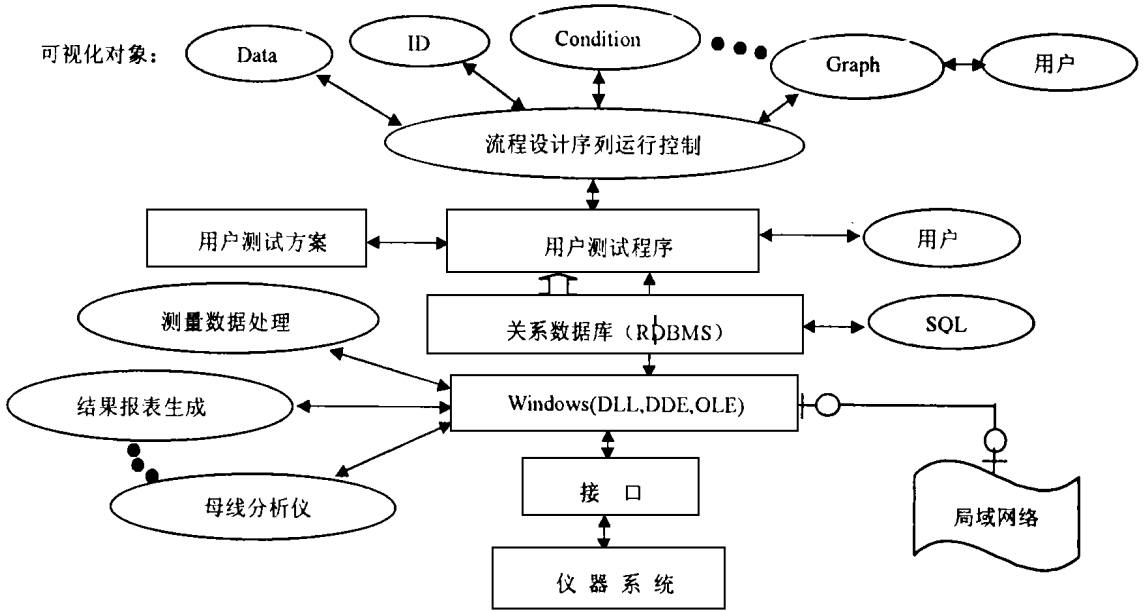 可视化对象： Data ID Condition Graph 用户
流程设计序列运行控制
用户测试方案 用户测试程序 用户
测量数据处理 关系数据库（RDBMS） SQL
结果报表生成 Windows(DLL,DDE,OLE)
母线分析仪 接 口 局域网络
仪 器 系 统